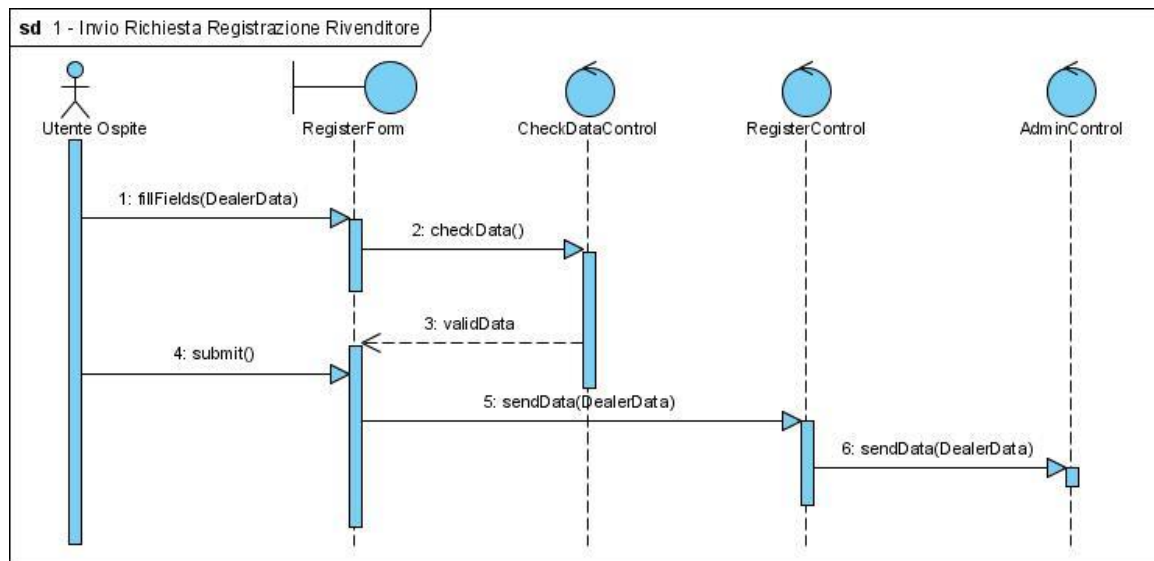 sd 1 - Invio Richiesta Registrazione Rivenditore
Utente Ospite
RegisterForm
CheckDataControl
RegisterControl
AdminControl
1: fillFields(DealerData)
2: checkData()
3: validData
4: submit()
5: sendData(DealerData)
6: sendData(DealerData)